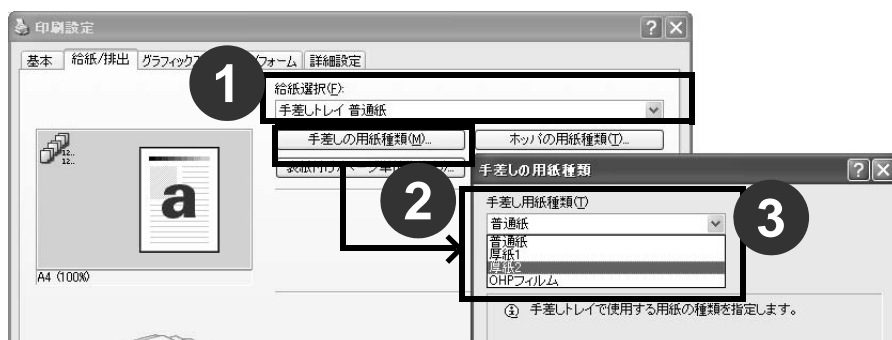 印刷設定
基本 給紙/排出 グラフィックス フォーム 詳細設定
1
給紙選択(F):
手差しトレイ 普通紙
手差しの用紙種類(M)...
ホッパの用紙種類(T)...
12..
12..
a
A4 (100%)
2
手差しの用紙種類
手差し用紙種類(T)
普通紙
普通紙
厚紙1
厚紙2
OHPフィルム
3
手差しトレイで使用する用紙の種類を指定します。